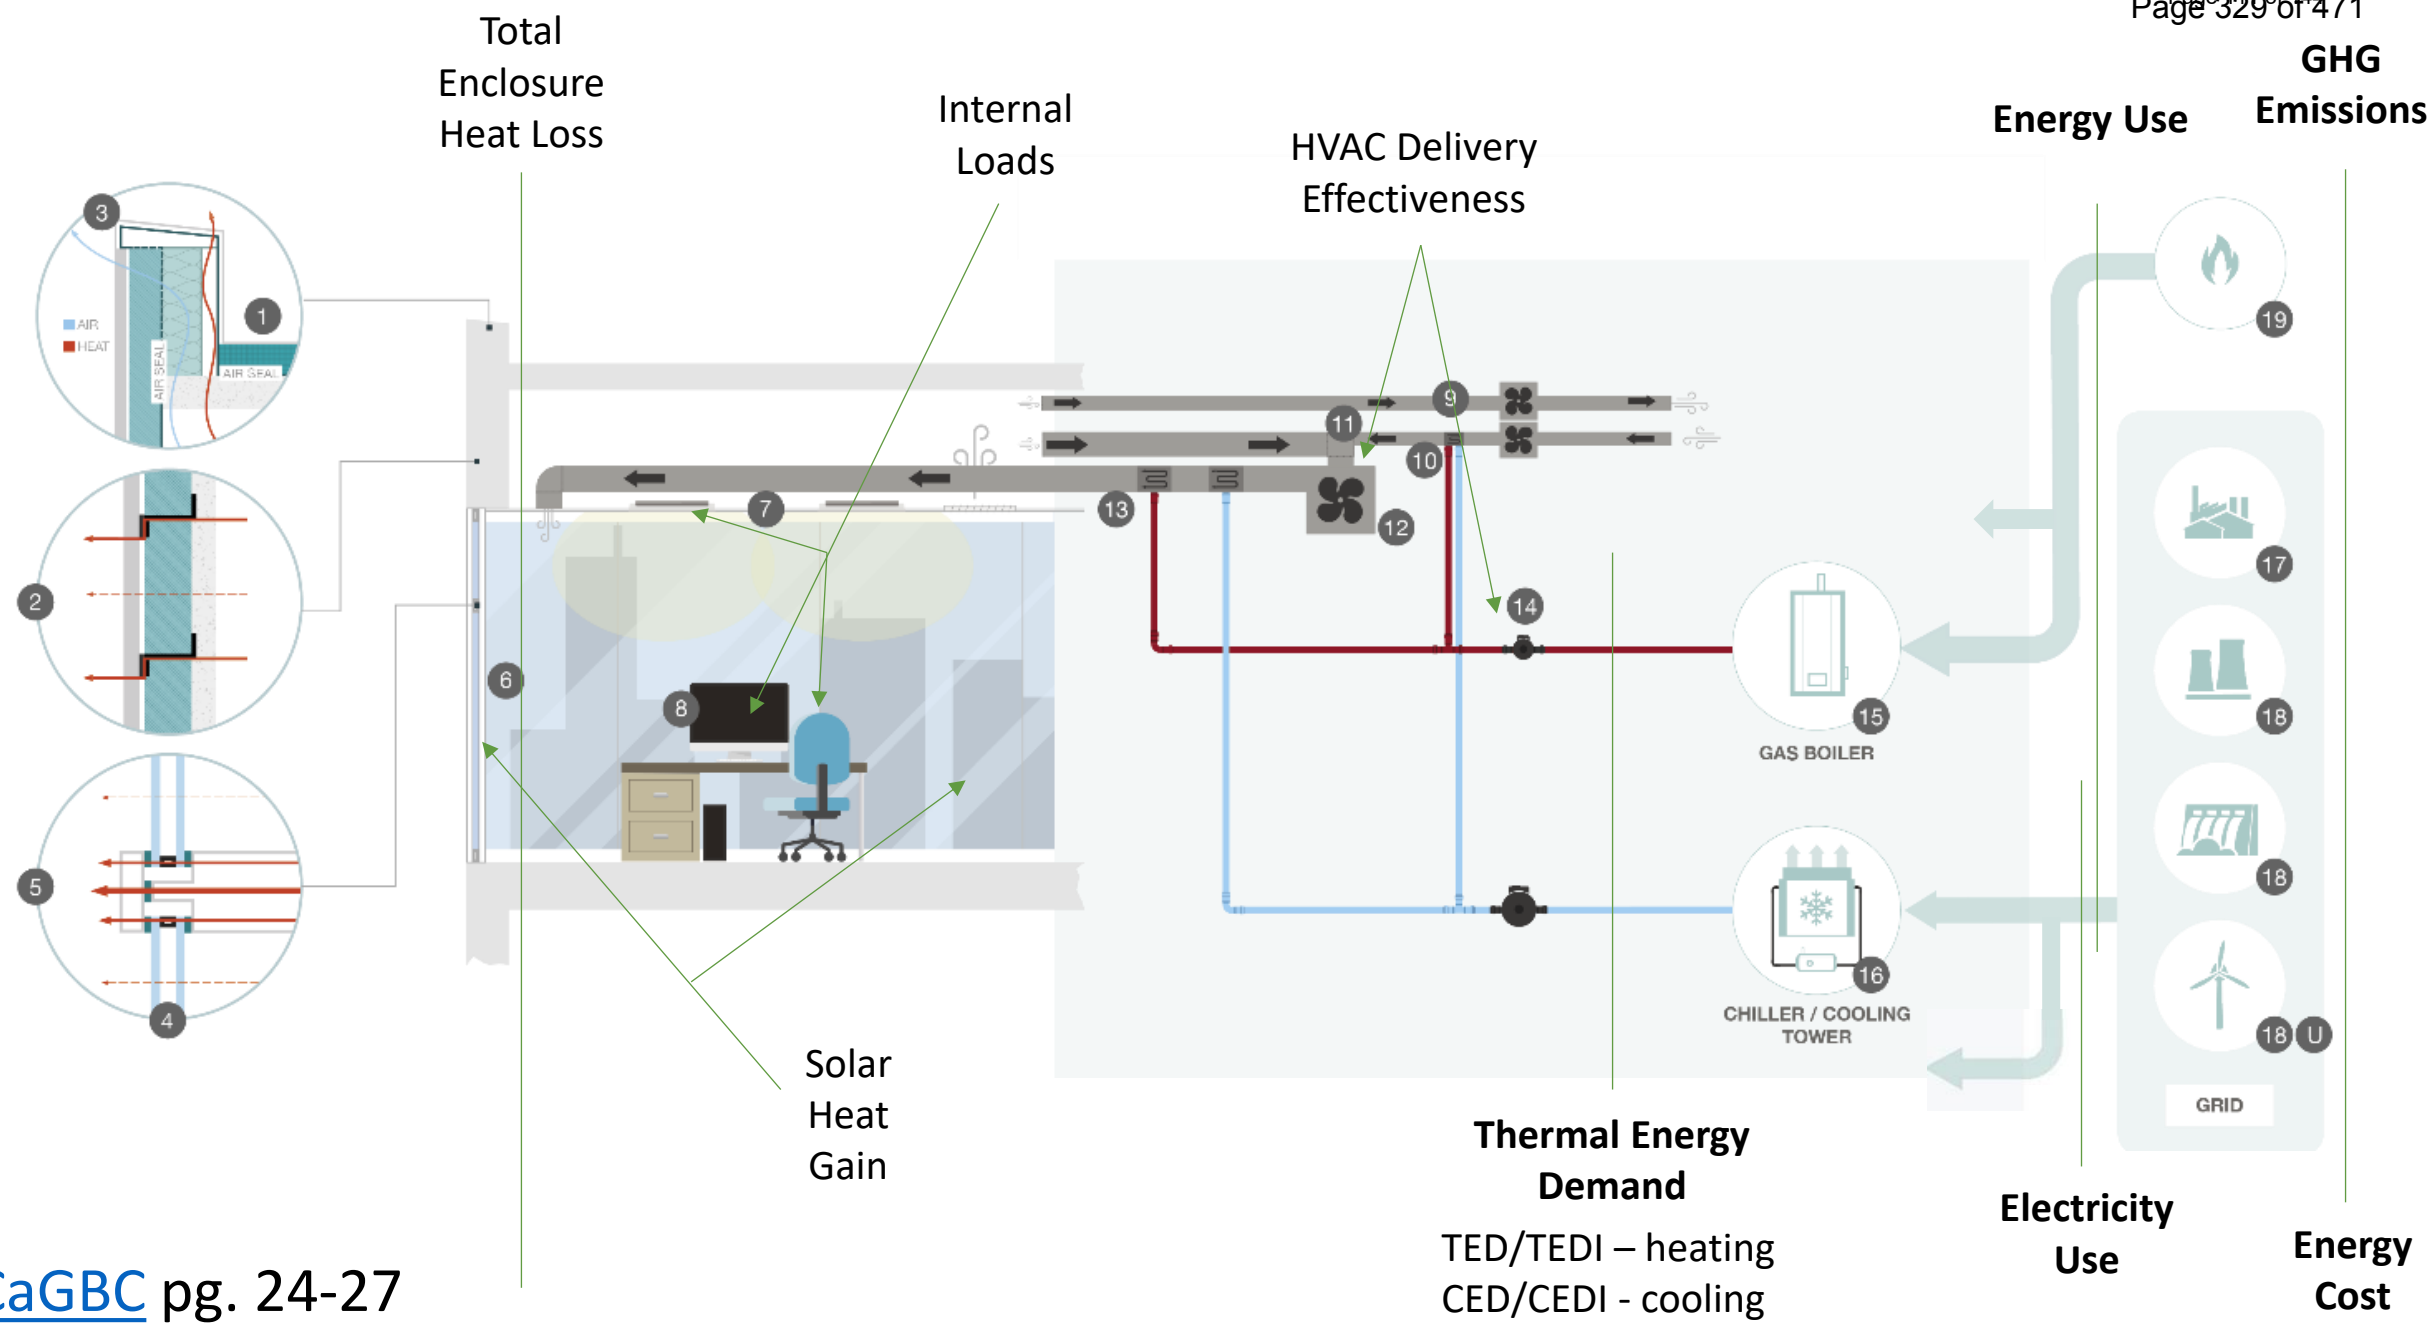 Page 329 of 471
Total
Enclosure
Heat Loss
Internal
Loads
HVAC Delivery
Effectiveness
Energy Use
GHG
Emissions
3
1
AIR
HEAT
AIR SEAL
AIR SEAL
2
5
4
6
7
8
9
10
11
12
13
14
15
GAS BOILER
16
CHILLER / COOLING
TOWER
19
17
18
18
18 U
GRID
Solar
Heat
Gain
Thermal Energy
Demand
TED/TEDI – heating
CED/CEDI - cooling
Electricity
Use
Energy
Cost
CaGBC pg. 24-27